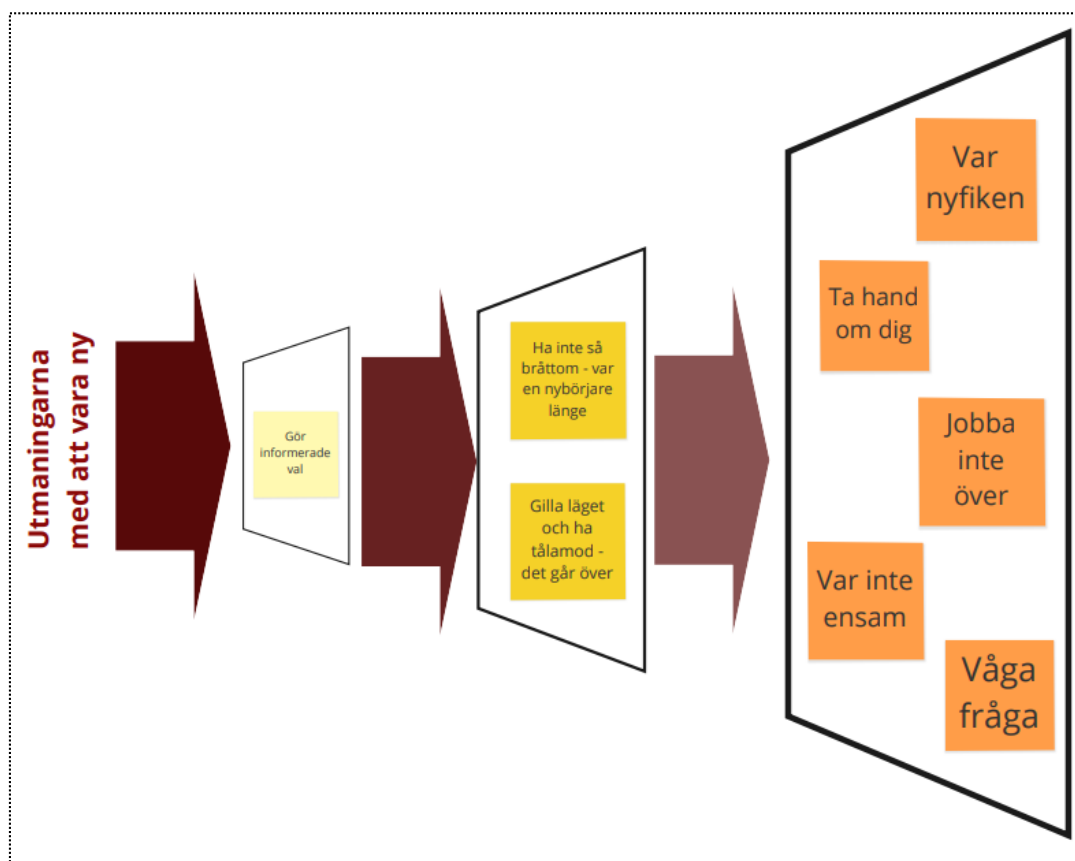 Utmaningarna
med att vara ny
Gör
informerade
val
Ha inte så
bråttom - var
en nybörjare
länge
Gilla läget
och ha
tålamod -
det går över
Var
nyfiken
Ta hand
om dig
Jobba
inte
över
Var inte
ensam
Våga
fråga